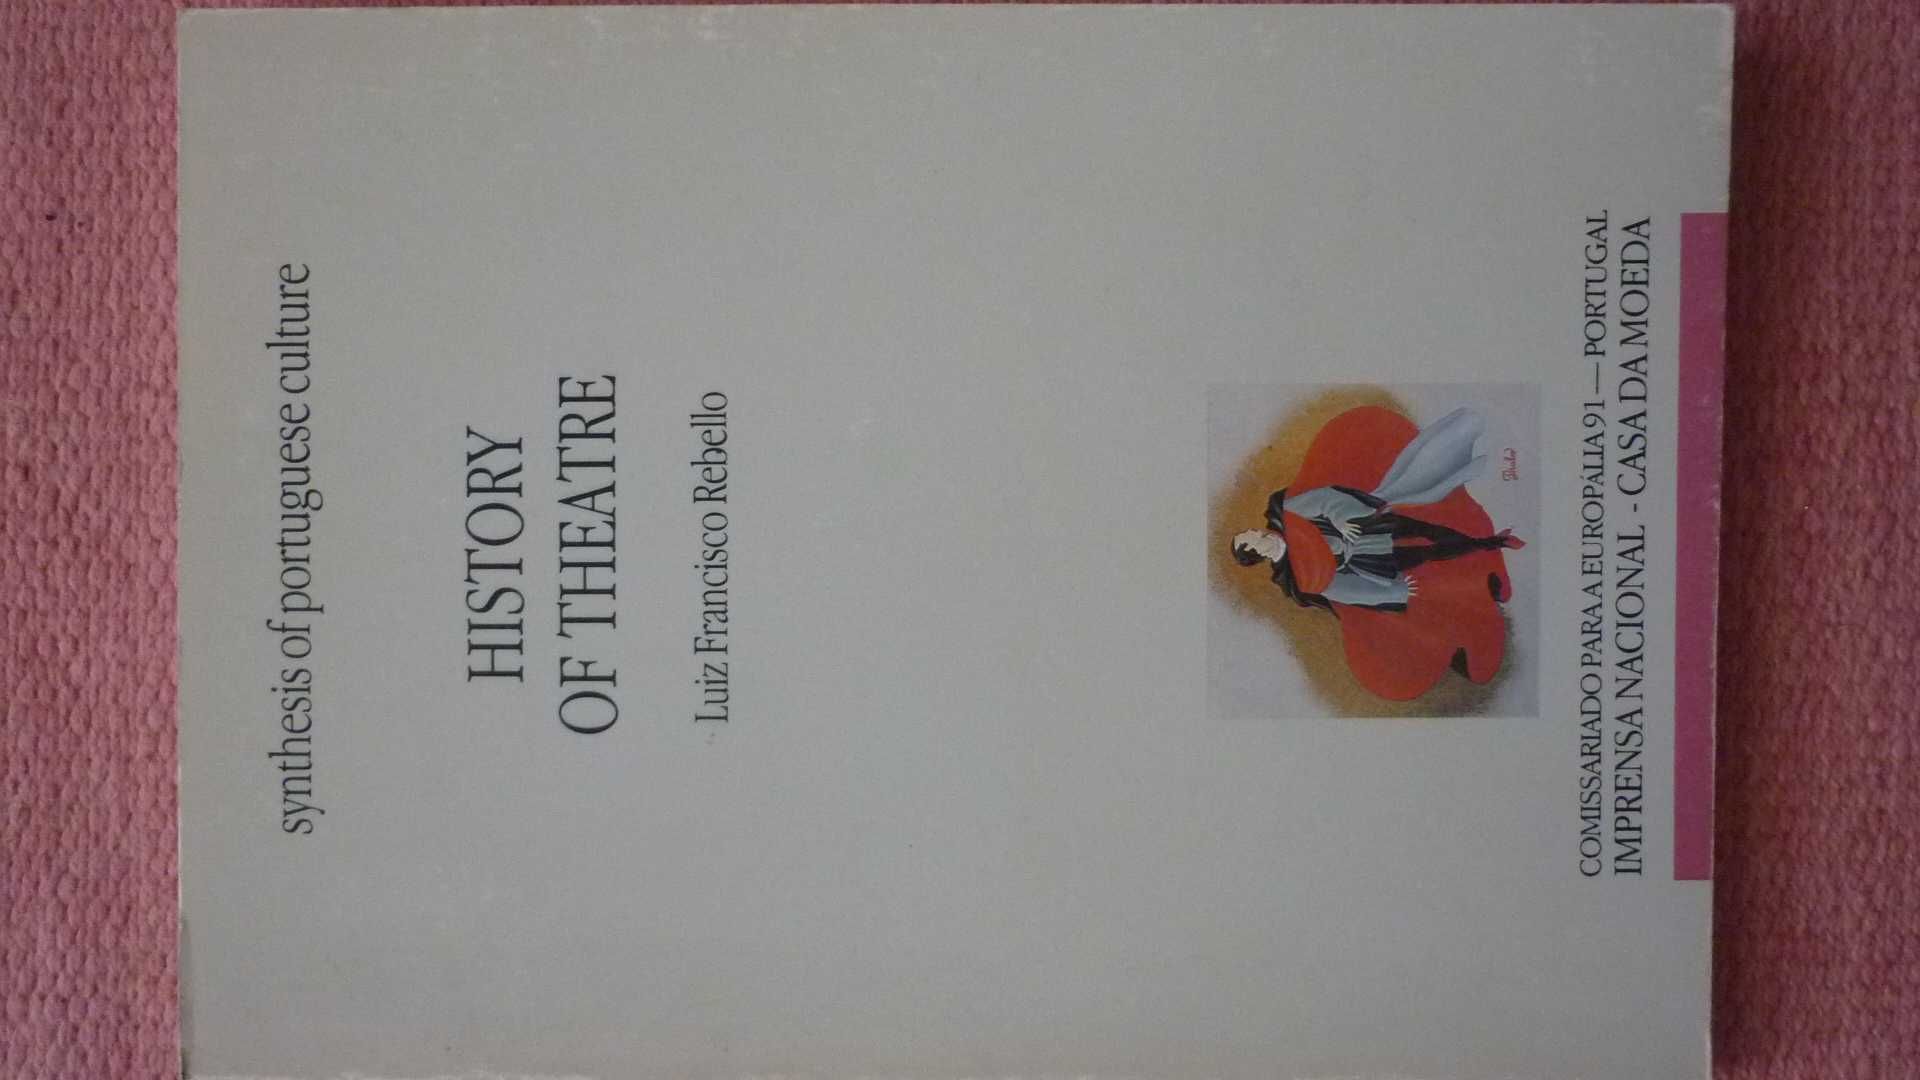 synthesis of portuguese culture
HISTORY
OF THEATRE
Luiz Francisco Rebello
COMISSARIADO PARA A EUROPÁLIA 91 — PORTUGAL
IMPRENSA NACIONAL - CASA DA MOEDA